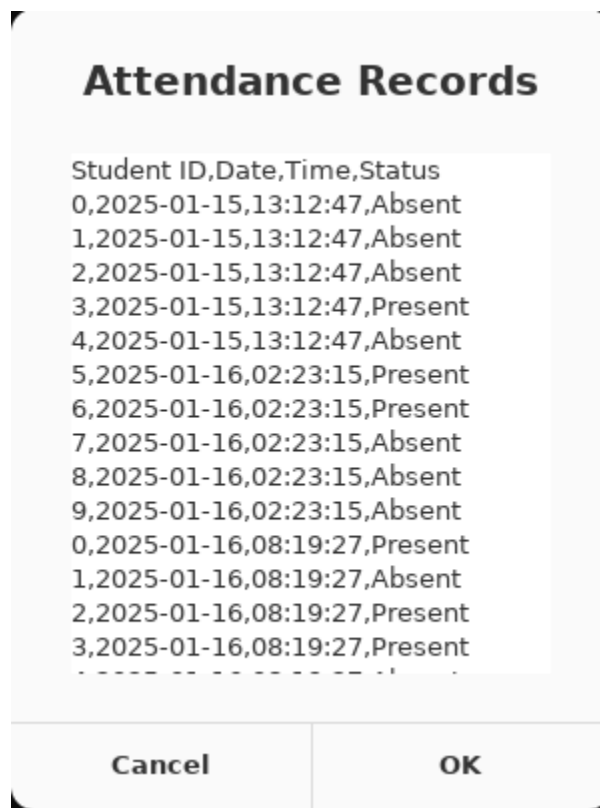 Attendance Records
Student ID,Date,Time,Status
0,2025-01-15,13:12:47,Absent
1,2025-01-15,13:12:47,Absent
2,2025-01-15,13:12:47,Absent
3,2025-01-15,13:12:47,Present
4,2025-01-15,13:12:47,Absent
5,2025-01-16,02:23:15,Present
6,2025-01-16,02:23:15,Present
7,2025-01-16,02:23:15,Absent
8,2025-01-16,02:23:15,Absent
9,2025-01-16,02:23:15,Absent
0,2025-01-16,08:19:27,Present
1,2025-01-16,08:19:27,Absent
2,2025-01-16,08:19:27,Present
3,2025-01-16,08:19:27,Present
Cancel
OK